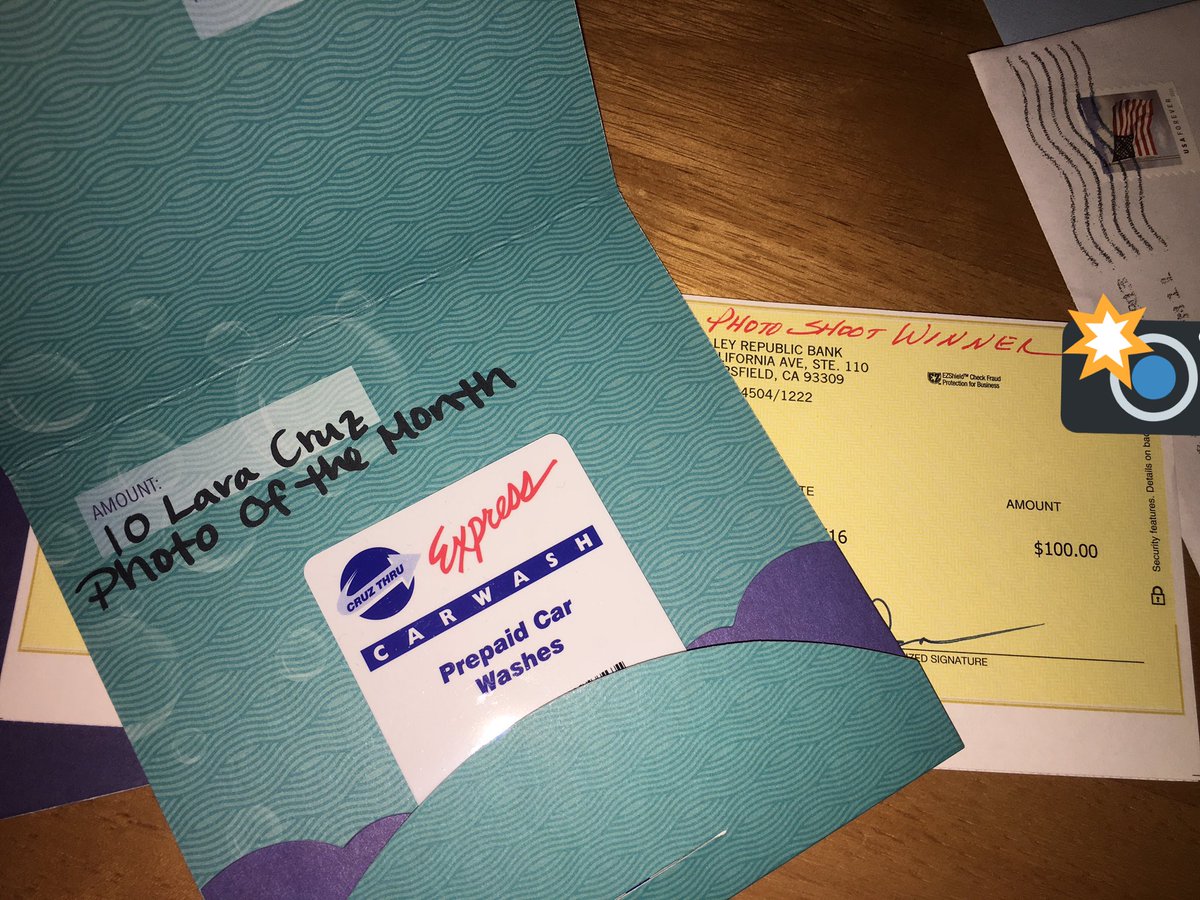 AMOUNT:
10 Lara Cruz
Photo Of the Month
CRUZ THRU
Express
CARWASH
Prepaid Car
Washes
PHOTO SHOOT WINNER
LEY REPUBLIC BANK
LIFORNIA AVE, STE. 110
RSFIELD, CA 93309
4504/1222
EZShield™ Check Fraud
Protection for Business
TE
AMOUNT
16
$100.00
ZED SIGNATURE
Security features. Details on bac
USA FOREVER